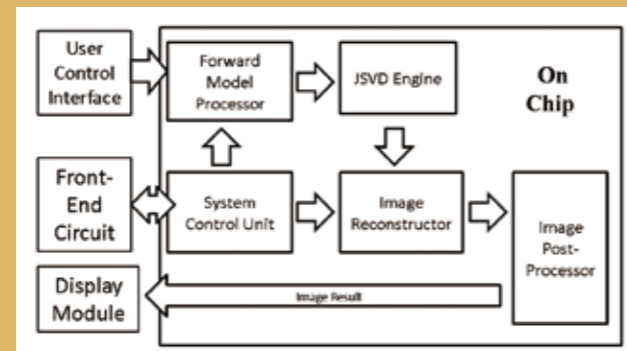 User
Control
Interface
Forward
Model
Processor
JSVD Engine
On
Chip
Front-
End
Circuit
System
Control Unit
Image
Reconstructor
Image
Post-
Processor
Display
Module
Image Result